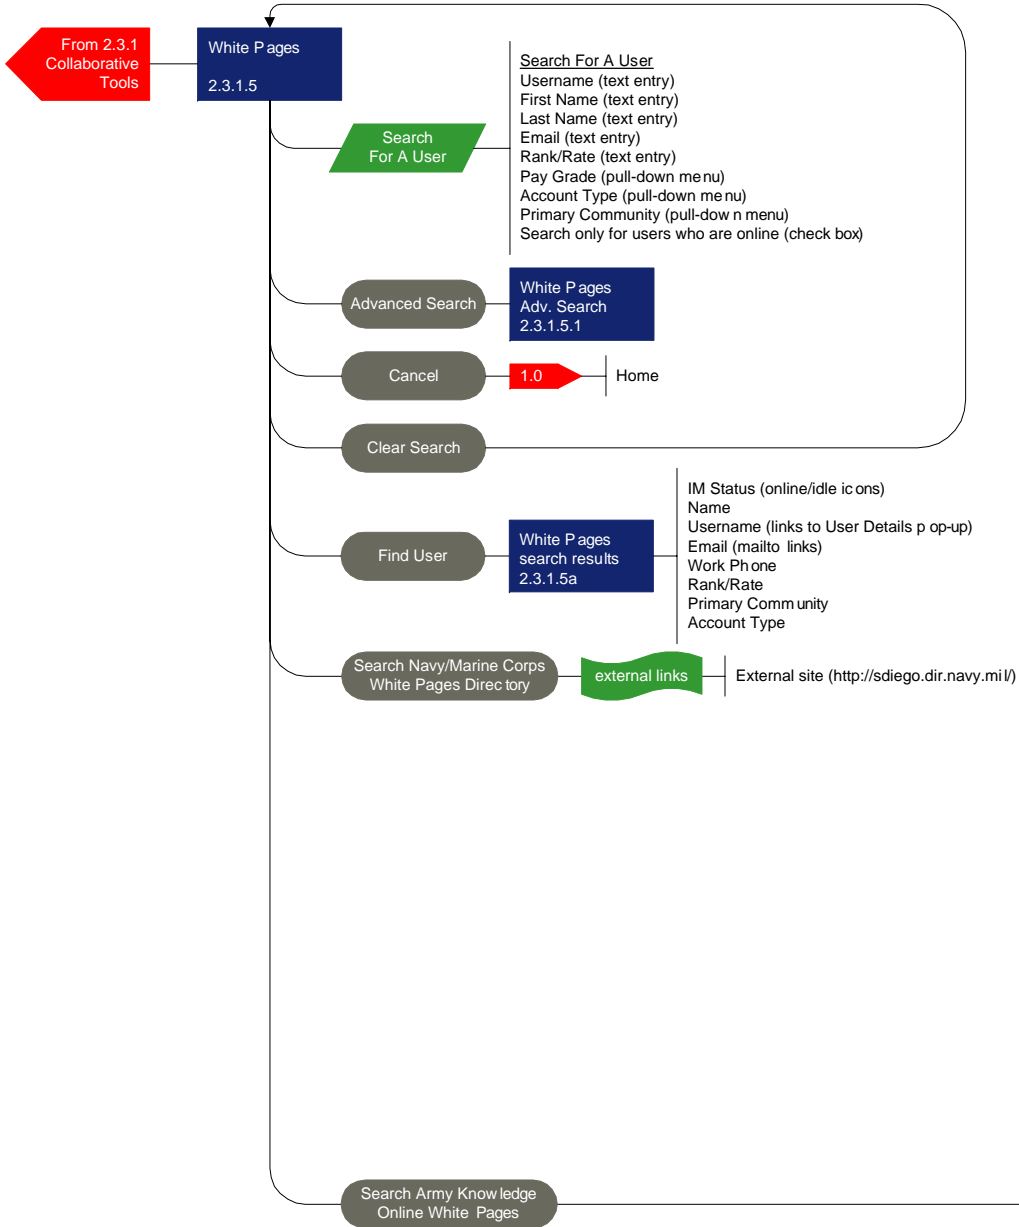 From 2.3.1
Collaborative
Tools
White Pages
2.3.1.5
Search
For A User
Search For A User
Username (text entry)
First Name (text entry)
Last Name (text entry)
Email (text entry)
Rank/Rate (text entry)
Pay Grade (pull-down menu)
Account Type (pull-down menu)
Primary Community (pull-down menu)
Search only for users who are online (check box)
Advanced Search
White Pages
Adv. Search
2.3.1.5.1
Cancel
1.0
Home
Clear Search
Find User
White Pages
search results
2.3.1.5a
IM Status (online/idle icons)
Name
Username (links to User Details pop-up)
Email (mailto links)
Work Phone
Rank/Rate
Primary Community
Account Type
Search Navy/Marine Corps
White Pages Directory
external links
External site (http://sdiego.dir.navy.mil/)
Search Army Knowledge
Online White Pages